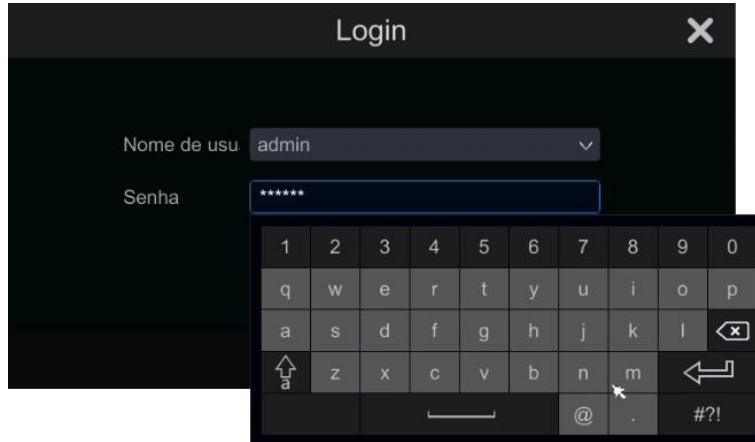 Login
Nome de usu
admin
Senha
******
1 2 3 4 5 6 7 8 9 0
q w e r t y u i o p
a s d f g h j k l
a z x c v b n m
@ . #?!